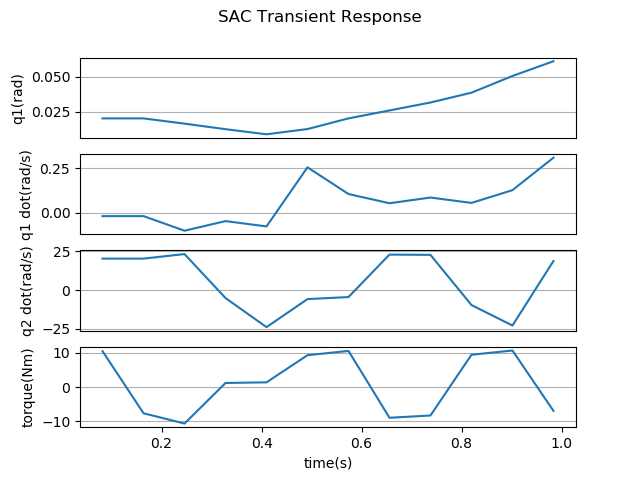 SAC Transient Response
q1(rad)
0.050
0.025
q1 dot(rad/s)
0.25
0.00
q2 dot(rad/s)
25
0
−25
torque(Nm)
10
0
−10
0.2 0.4 0.6 0.8 1.0
time(s)